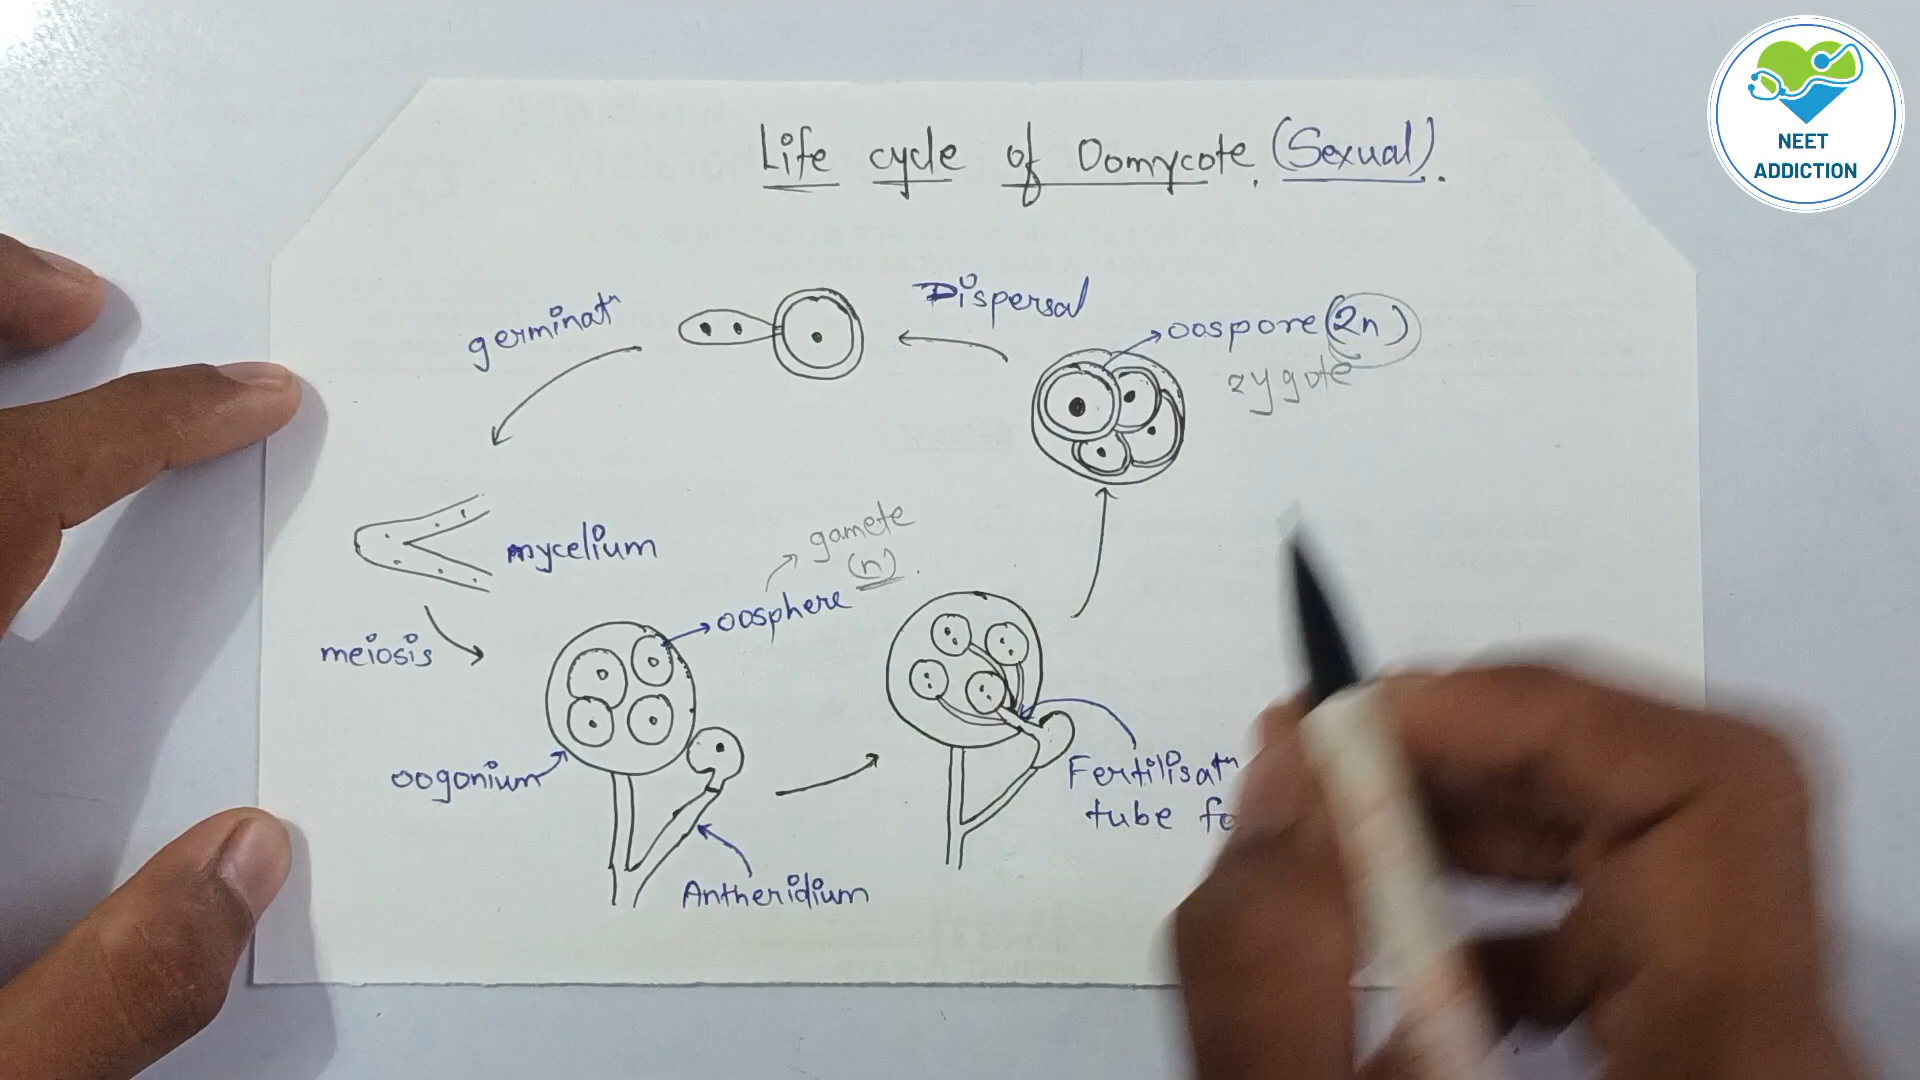 NEET
ADDICTION
Life cycle of Oomycote (Sexual).
Dispersal
germinatn
oospore (2n)
zygote
gamete
(n).
mycelium
oosphere
meiosis
oogonium
Fertilisatn
tube fo
Antheridium